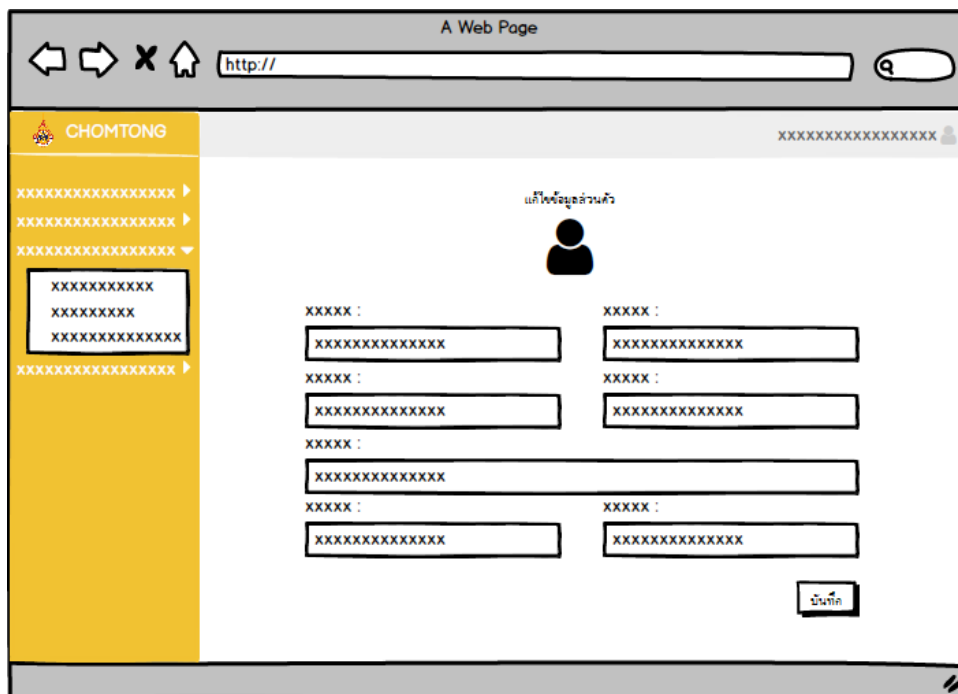 A Web Page
http://
CHOMTONG
xxxxxxxxxxxxxxxxx
xxxxxxxxxxxxxxxxx
xxxxxxxxxxxxxxxxx
xxxxxxxxxxxxxxxxx
xxxxxxxxxxx
xxxxxxxxx
xxxxxxxxxxxxxx
xxxxxxxxxxxxxxxxx
แก้ไขข้อมูลส่วนตัว
xxxxx : xxxxx :
xxxxxxxxxxxxxx xxxxxxxxxxxxxx
xxxxx : xxxxx :
xxxxxxxxxxxxxx xxxxxxxxxxxxxx
xxxxx :
xxxxxxxxxxxxxx
xxxxx : xxxxx :
xxxxxxxxxxxxxx xxxxxxxxxxxxxx
บันทึก